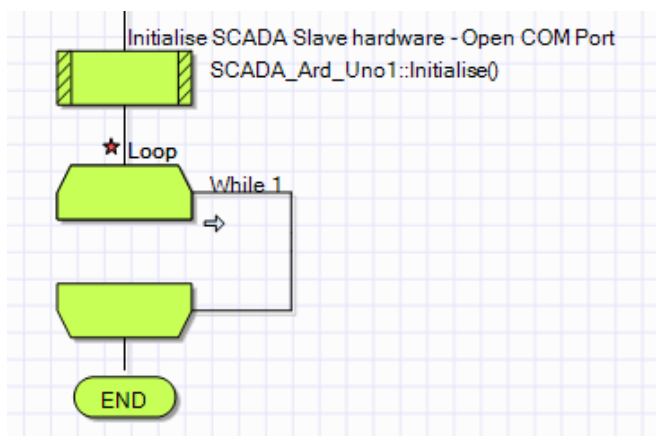 Initialise SCADA Slave hardware - Open COM Port
SCADA_Ard_Uno1::Initialise()
Loop
While 1
END